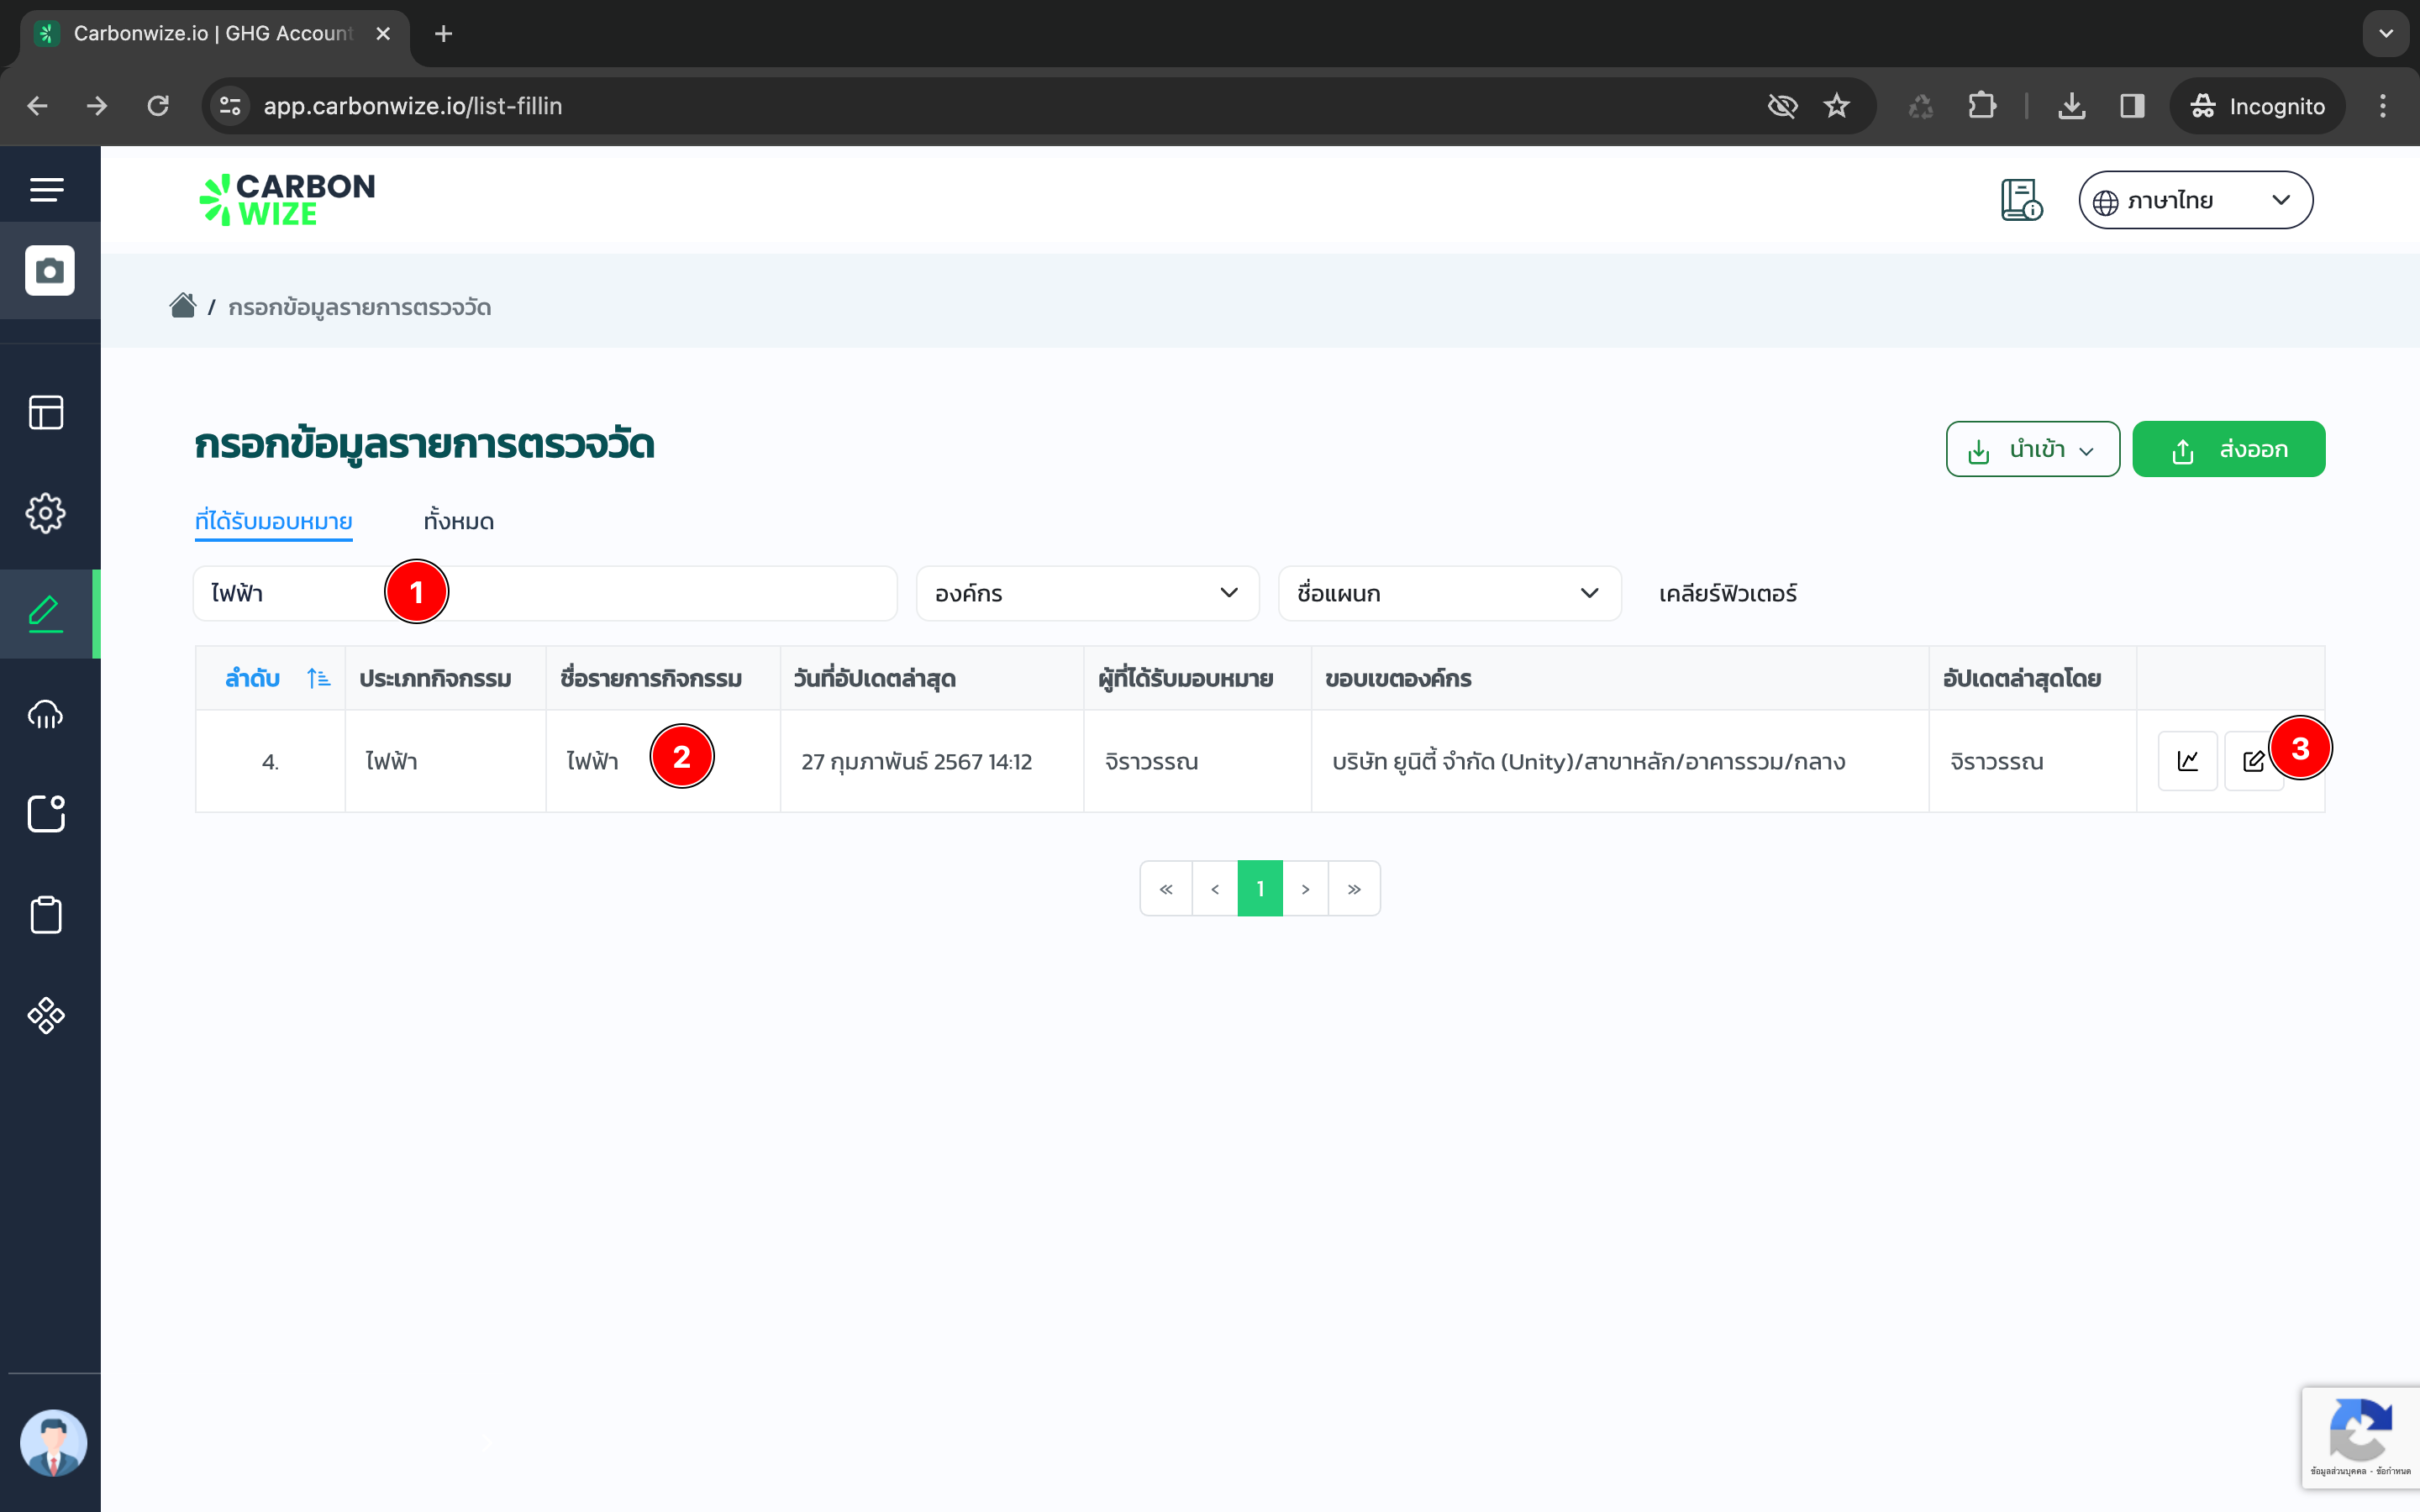 Carbonwize.io | GHG Account
app.carbonwize.io/list-fillin
Incognito
CARBON
WIZE
ภาษาไทย
/ กรอกข้อมูลรายการตรวจวัด
กรอกข้อมูลรายการตรวจวัด
นำเข้า
ส่งออก
ที่ได้รับมอบหมาย ทั้งหมด
ไฟฟ้า 1 องค์กร ชื่อแผนก เคลียร์ฟิวเตอร์
ลำดับ ประเภทกิจกรรม ชื่อรายการกิจกรรม วันที่อัปเดตล่าสุด ผู้ที่ได้รับมอบหมาย ขอบเขตองค์กร อัปเดตล่าสุดโดย
4. ไฟฟ้า ไฟฟ้า 2 27 กุมภาพันธ์ 2567 14:12 จิราวรรณ บริษัท ยูนิตี้ จำกัด (Unity)/สาขาหลัก/อาคารรวม/กลาง จิราวรรณ 3
« < 1 > »
ข้อมูลส่วนบุคคล - ข้อกำหนด